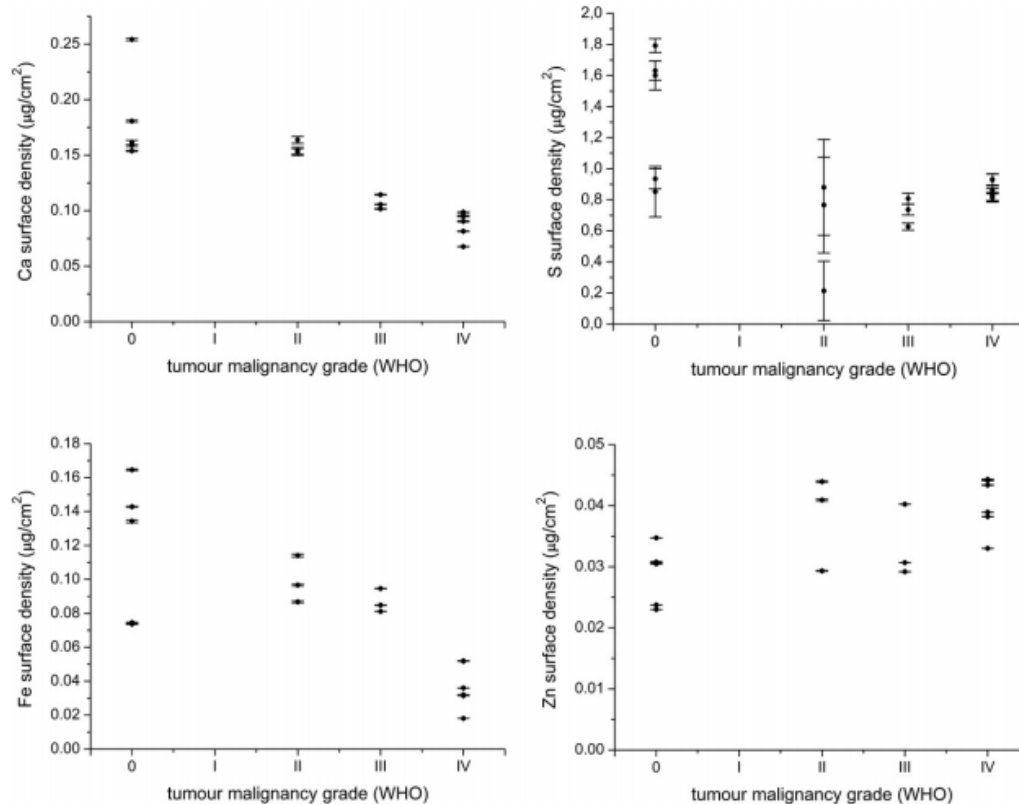 Ca surface density (µg/cm²)
0.25
0.20
0.15
0.10
0.05
0.00
0 I II III IV
tumour malignancy grade (WHO)
S surface density (µg/cm²)
2,0
1,8
1,6
1,4
1,2
1,0
0,8
0,6
0,4
0,2
0,0
0 I II III IV
tumour malignancy grade (WHO)
Fe surface density (µg/cm²)
0.18
0.16
0.14
0.12
0.10
0.08
0.06
0.04
0.02
0.00
0 I II III IV
tumour malignancy grade (WHO)
Zn surface density (µg/cm²)
0.05
0.04
0.03
0.02
0.01
0.00
0 I II III IV
tumour malignancy grade (WHO)